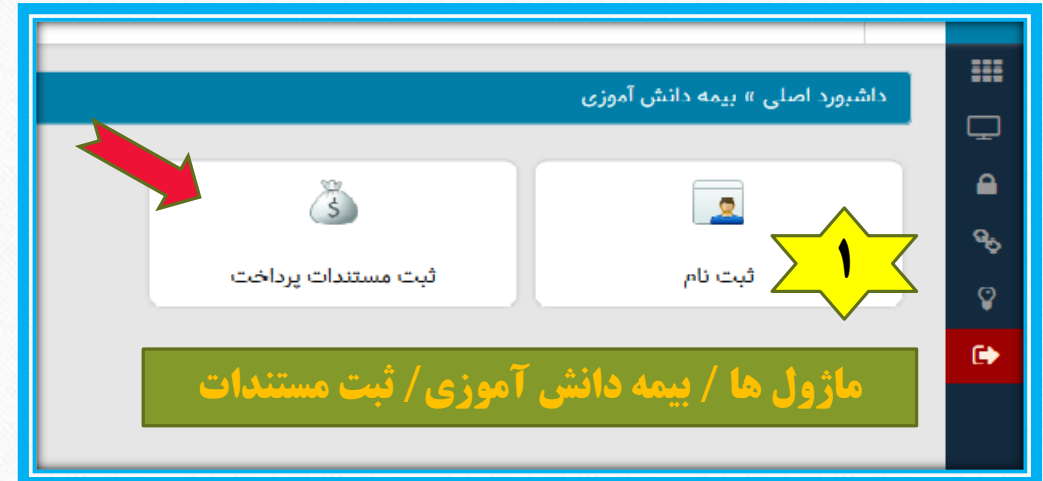 داشبورد اصلی » بیمه دانش آموزی
ثبت نام
۱
ثبت مستندات پرداخت
ماژول ها / بیمه دانش آموزی / ثبت مستندات